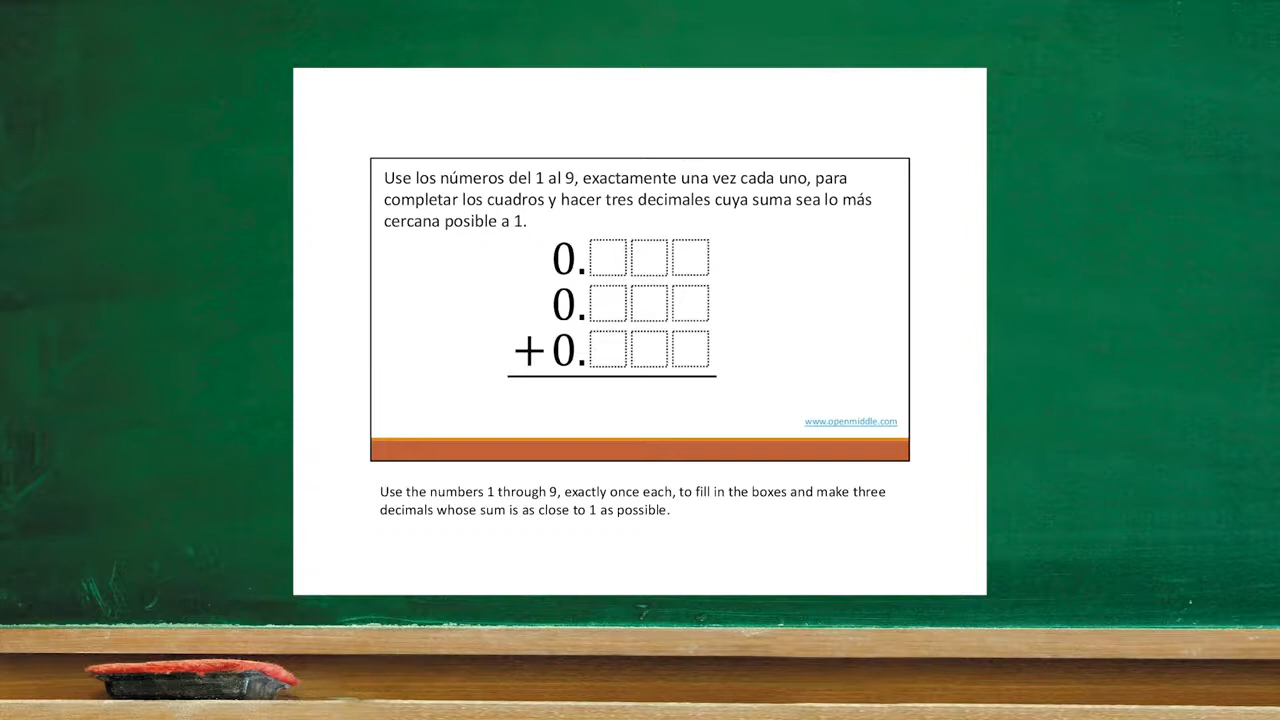 Use los números del 1 al 9, exactamente una vez cada uno, para
completar los cuadros y hacer tres decimales cuya suma sea lo más
cercana posible a 1.
0.
0.
+0.
www.openmiddle.com
Use the numbers 1 through 9, exactly once each, to fill in the boxes and make three
decimals whose sum is as close to 1 as possible.